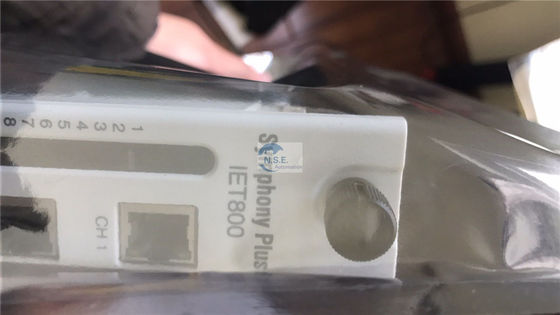 Symphony Plus
IET800
1
2
3
4
5
6
7
8
CH 1
N.S.E.
Automation